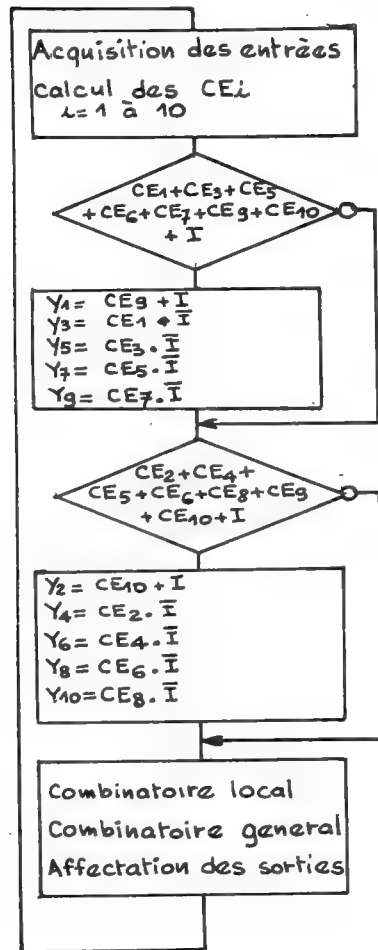 Acquisition des entrées
calcul des CEi
i=1 à 10
CE1+CE3+CE5
+CE6+CE7+CE9+CE10
+ I
Y1= CE9 + I
Y3= CE1 • Ī
Y5= CE3 . Ī
Y7= CE5 . Ī
Y9= CE7. Ī
CE2+CE4+
CE5+CE6+CE8+CE9
+CE10+I
Y2= CE10+ I
Y4= CE2. Ī
Y6= CE4. Ī
Y8= CE6. Ī
Y10=CE8. Ī
Combinatoire local
Combinatoire general
Affectation des sorties